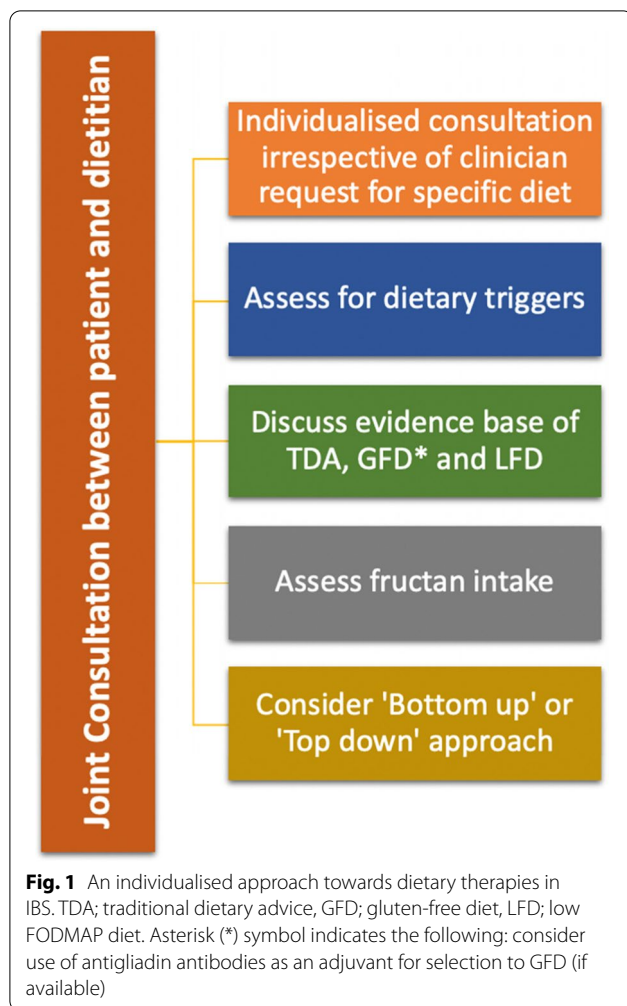 Joint Consultation between patient and dietitian
Individualised consultation
irrespective of clinician
request for specific diet
Assess for dietary triggers
Discuss evidence base of
TDA, GFD* and LFD
Assess fructan intake
Consider 'Bottom up' or
'Top down' approach
Fig. 1 An individualised approach towards dietary therapies in
IBS. TDA; traditional dietary advice, GFD; gluten-free diet, LFD; low
FODMAP diet. Asterisk (*) symbol indicates the following: consider
use of antigliadin antibodies as an adjuvant for selection to GFD (if
available)